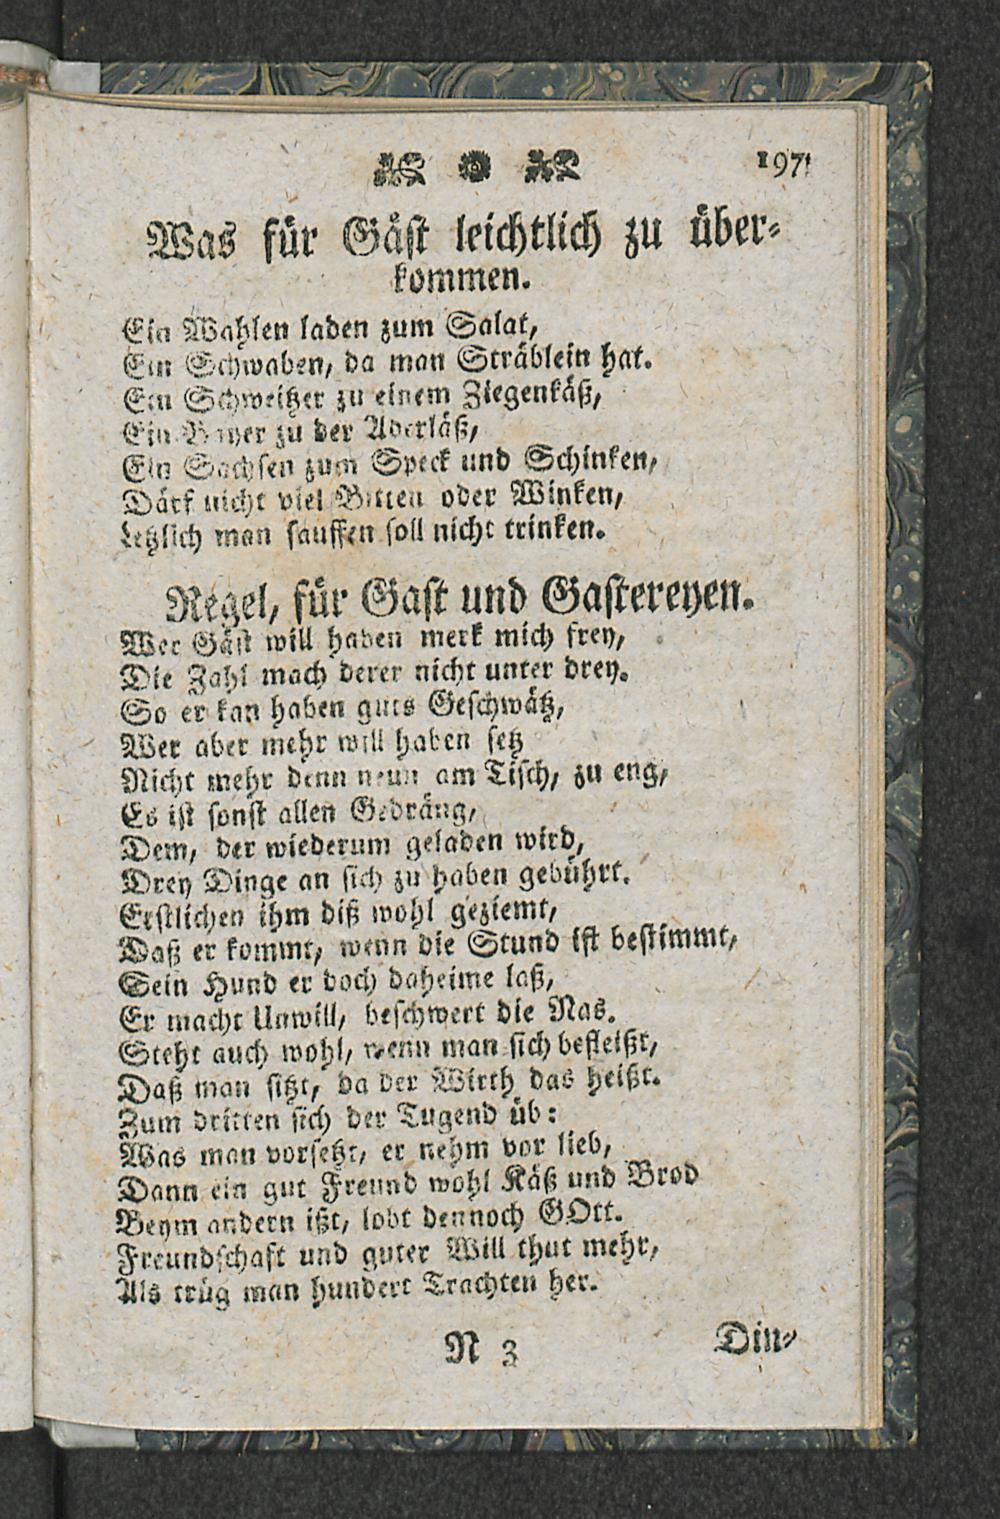 197
Was für Gäst leichtlich zu über-
kommen.
Ein Wahlen laden zum Salat,
Ein Schwaben, da man Sträblein hat.
Ein Schweitzer zu einem Ziegenkäß,
Ein Bayer zu der Aderläß,
Ein Sachsen zum Speck und Schinken,
Därf nicht viel Bitten oder Winken,
Letzlich man sauffen soll nicht trinken.
Regel, für Gast und Gastereyen.
Wer Gäst will haben merk mich frey,
Die Zahl mach derer nicht unter drey.
So er kan haben guts Geschwätz,
Wer aber mehr will haben setz
Nicht mehr denn neun am Tisch, zu eng,
Es ist sonst allen Gedräng,
Dem, der wiederum geladen wird,
Drey Dinge an sich zu haben gebührt.
Erstlichen ihm diß wohl geziemt,
Daß er kommt, wenn die Stund ist bestimmt,
Sein Hund er doch daheime laß,
Er macht Unwill, beschwert die Nas.
Steht auch wohl, wenn man sich befleißt,
Daß man sitzt, da der Wirth das heißt.
Zum dritten sich der Tugend üb:
Was man vorsetzt, er nehm vor lieb,
Dann ein gut Freund wohl Käß und Brod
Beym andern ißt, lobt dennoch GOtt.
Freundschaft und guter Will thut mehr,
Als trüg man hundert Trachten her.
N 3
Din-